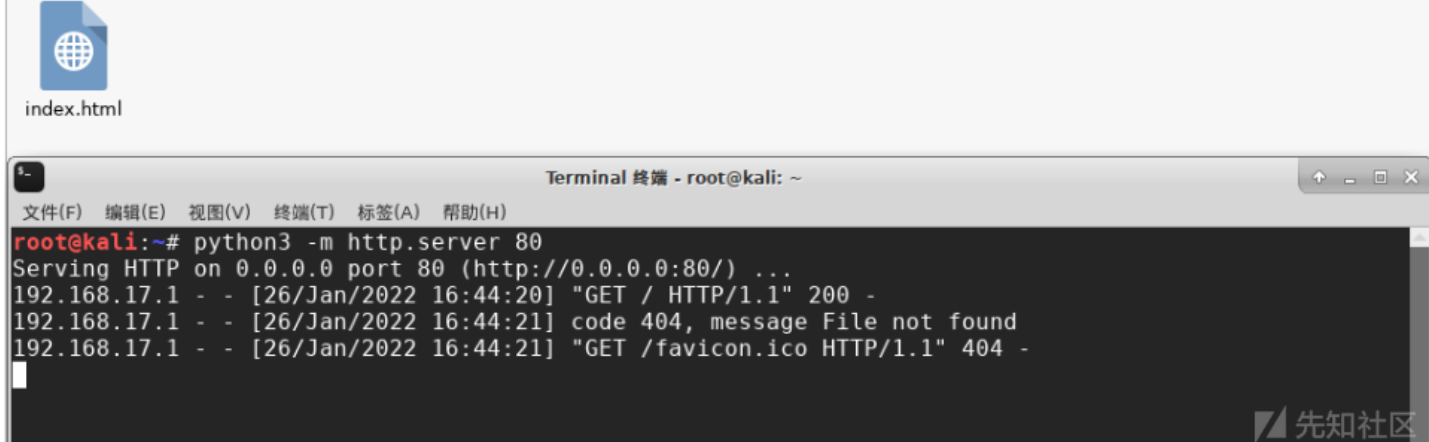 index.html
Terminal 终端 - root@kali: ~
文件(F) 编辑(E) 视图(V) 终端(T) 标签(A) 帮助(H)
root@kali:~# python3 -m http.server 80
Serving HTTP on 0.0.0.0 port 80 (http://0.0.0.0:80/) ...
192.168.17.1 - - [26/Jan/2022 16:44:20] "GET / HTTP/1.1" 200 -
192.168.17.1 - - [26/Jan/2022 16:44:21] code 404, message File not found
192.168.17.1 - - [26/Jan/2022 16:44:21] "GET /favicon.ico HTTP/1.1" 404 -
先知社区